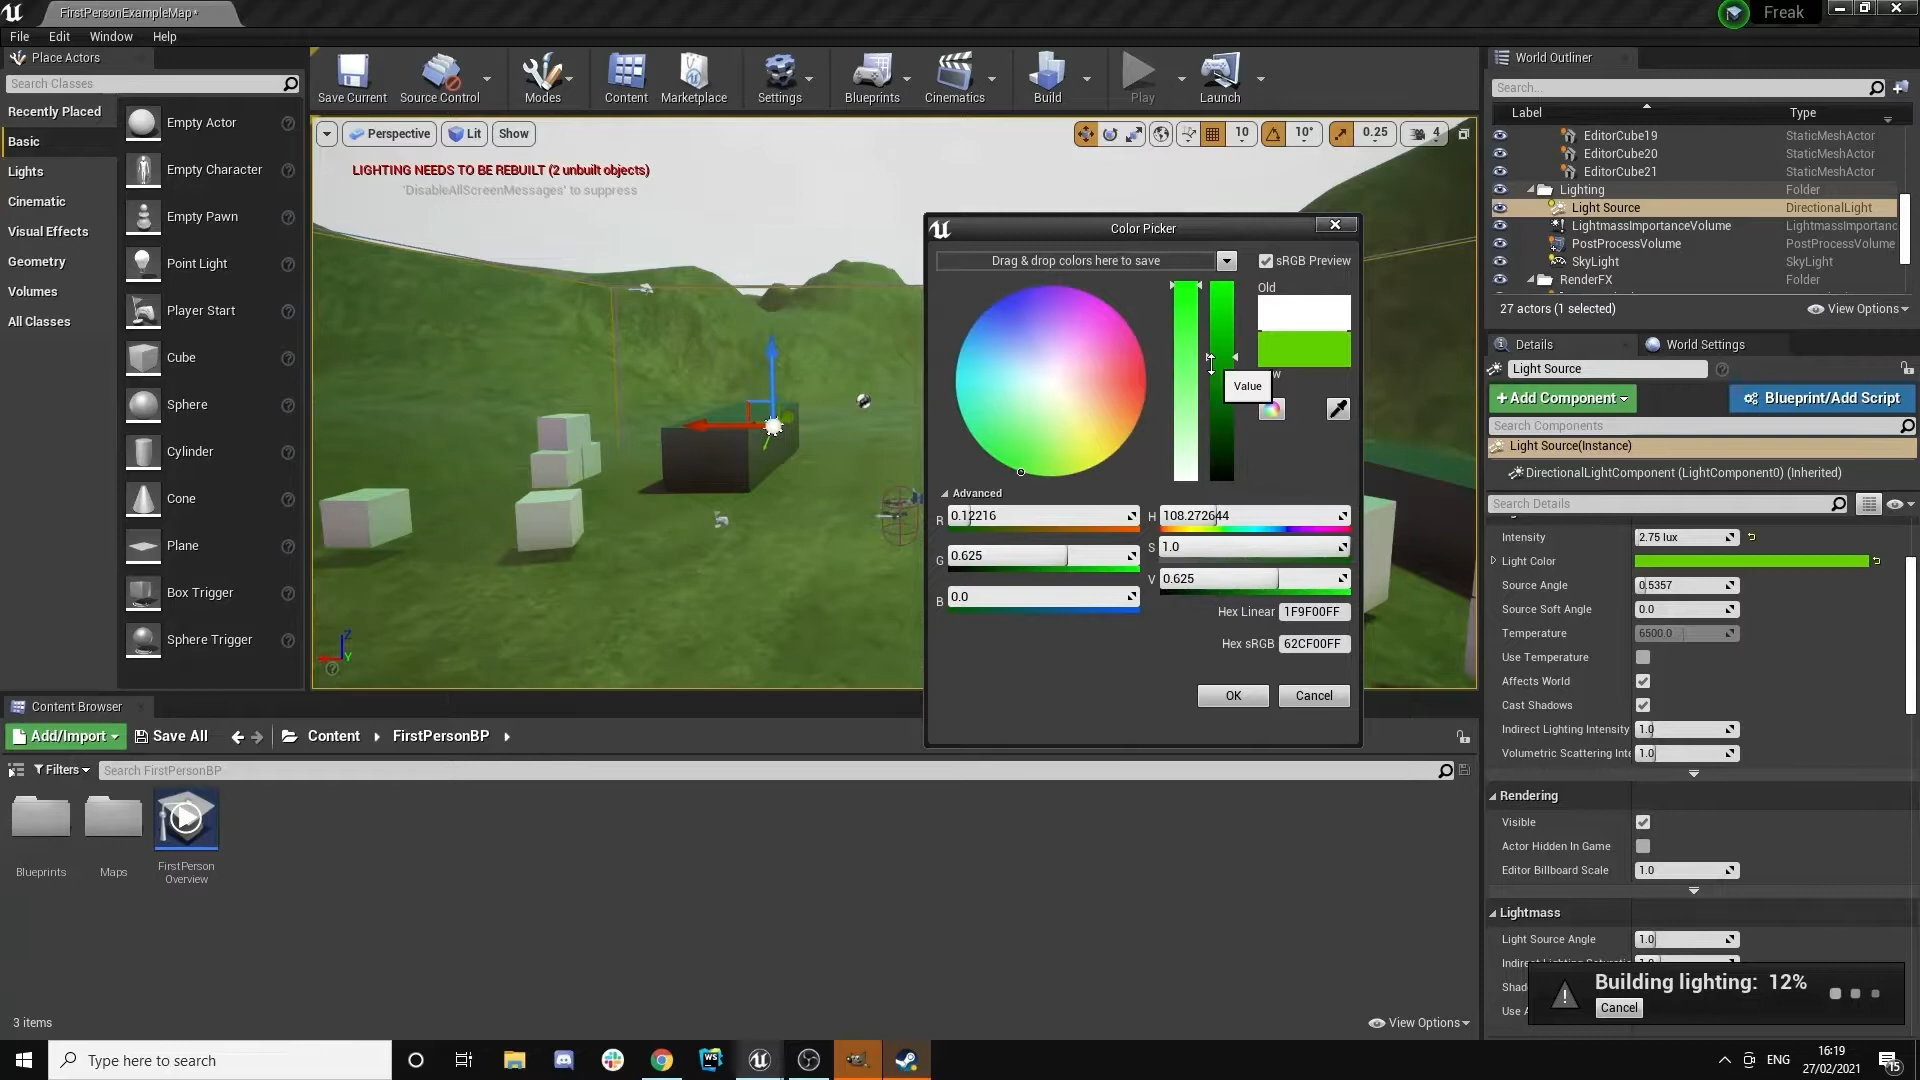 FirstPersonExampleMap*
Freak
File Edit Window Help
Place Actors
Search Classes
Recently Placed
Basic
Lights
Cinematic
Visual Effects
Geometry
Volumes
All Classes
Empty Actor
Empty Character
Empty Pawn
Point Light
Player Start
Cube
Sphere
Cylinder
Cone
Plane
Box Trigger
Sphere Trigger
Save Current Source Control Modes Content Marketplace Settings Blueprints Cinematics Build Play Launch
Perspective Lit Show
10 10° 0.25 4
LIGHTING NEEDS TO BE REBUILT (2 unbuilt objects)
'DisableAllScreenMessages' to suppress
Z
Y
Color Picker
Drag & drop colors here to save
sRGB Preview
Old
w
Value
Advanced
R 0.12216
G 0.625
B 0.0
H 108.272644
S 1.0
V 0.625
Hex Linear 1F9F00FF
Hex sRGB 62CF00FF
OK Cancel
World Outliner
Search...
Label Type
EditorCube19 StaticMeshActor
EditorCube20 StaticMeshActor
EditorCube21 StaticMeshActor
Lighting Folder
Light Source DirectionalLight
LightmassImportanceVolume LightmassImportanc
PostProcessVolume PostProcessVolume
SkyLight SkyLight
RenderFX Folder
27 actors (1 selected) View Options
Details World Settings
Light Source
+ Add Component Blueprint/Add Script
Search Components
Light Source(Instance)
DirectionalLightComponent (LightComponent0) (Inherited)
Search Details
Intensity 2.75 lux
Light Color
Source Angle 0.5357
Source Soft Angle 0.0
Temperature 6500.0
Use Temperature
Affects World
Cast Shadows
Indirect Lighting Intensity 1.0
Volumetric Scattering Inte 1.0
Rendering
Visible
Actor Hidden In Game
Editor Billboard Scale 1.0
Lightmass
Light Source Angle 1.0
Building lighting: 12%
Cancel
Content Browser
Add/Import Save All Content FirstPersonBP
Filters Search FirstPersonBP
Blueprints
Maps
FirstPerson
Overview
3 items
View Options
Type here to search
WS
ENG
16:19
27/02/2021
15